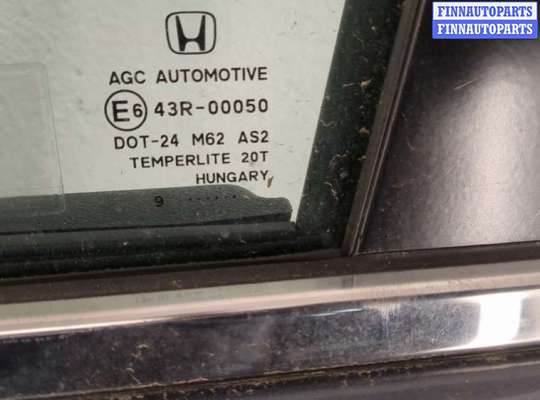 FINNAUTOPARTS
FINNAUTOPARTS
AGC AUTOMOTIVE
E6 43R-00050
DOT-24 M62 AS2
TEMPERLITE 20T
HUNGARY
9 ......